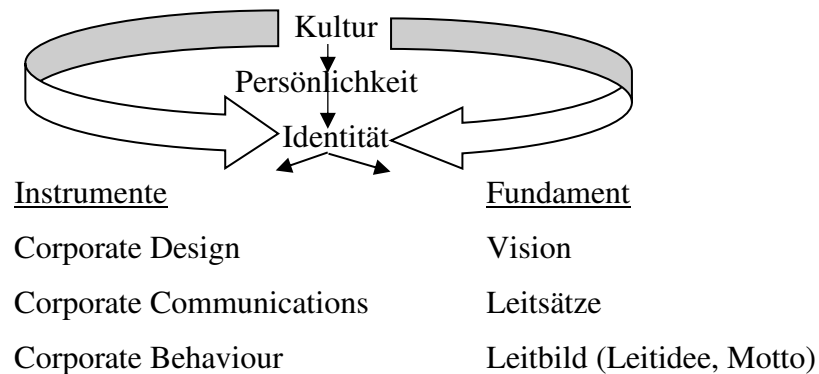 Kultur
Persönlichkeit
Identität
Instrumente Fundament
Corporate Design Vision
Corporate Communications Leitsätze
Corporate Behaviour Leitbild (Leitidee, Motto)